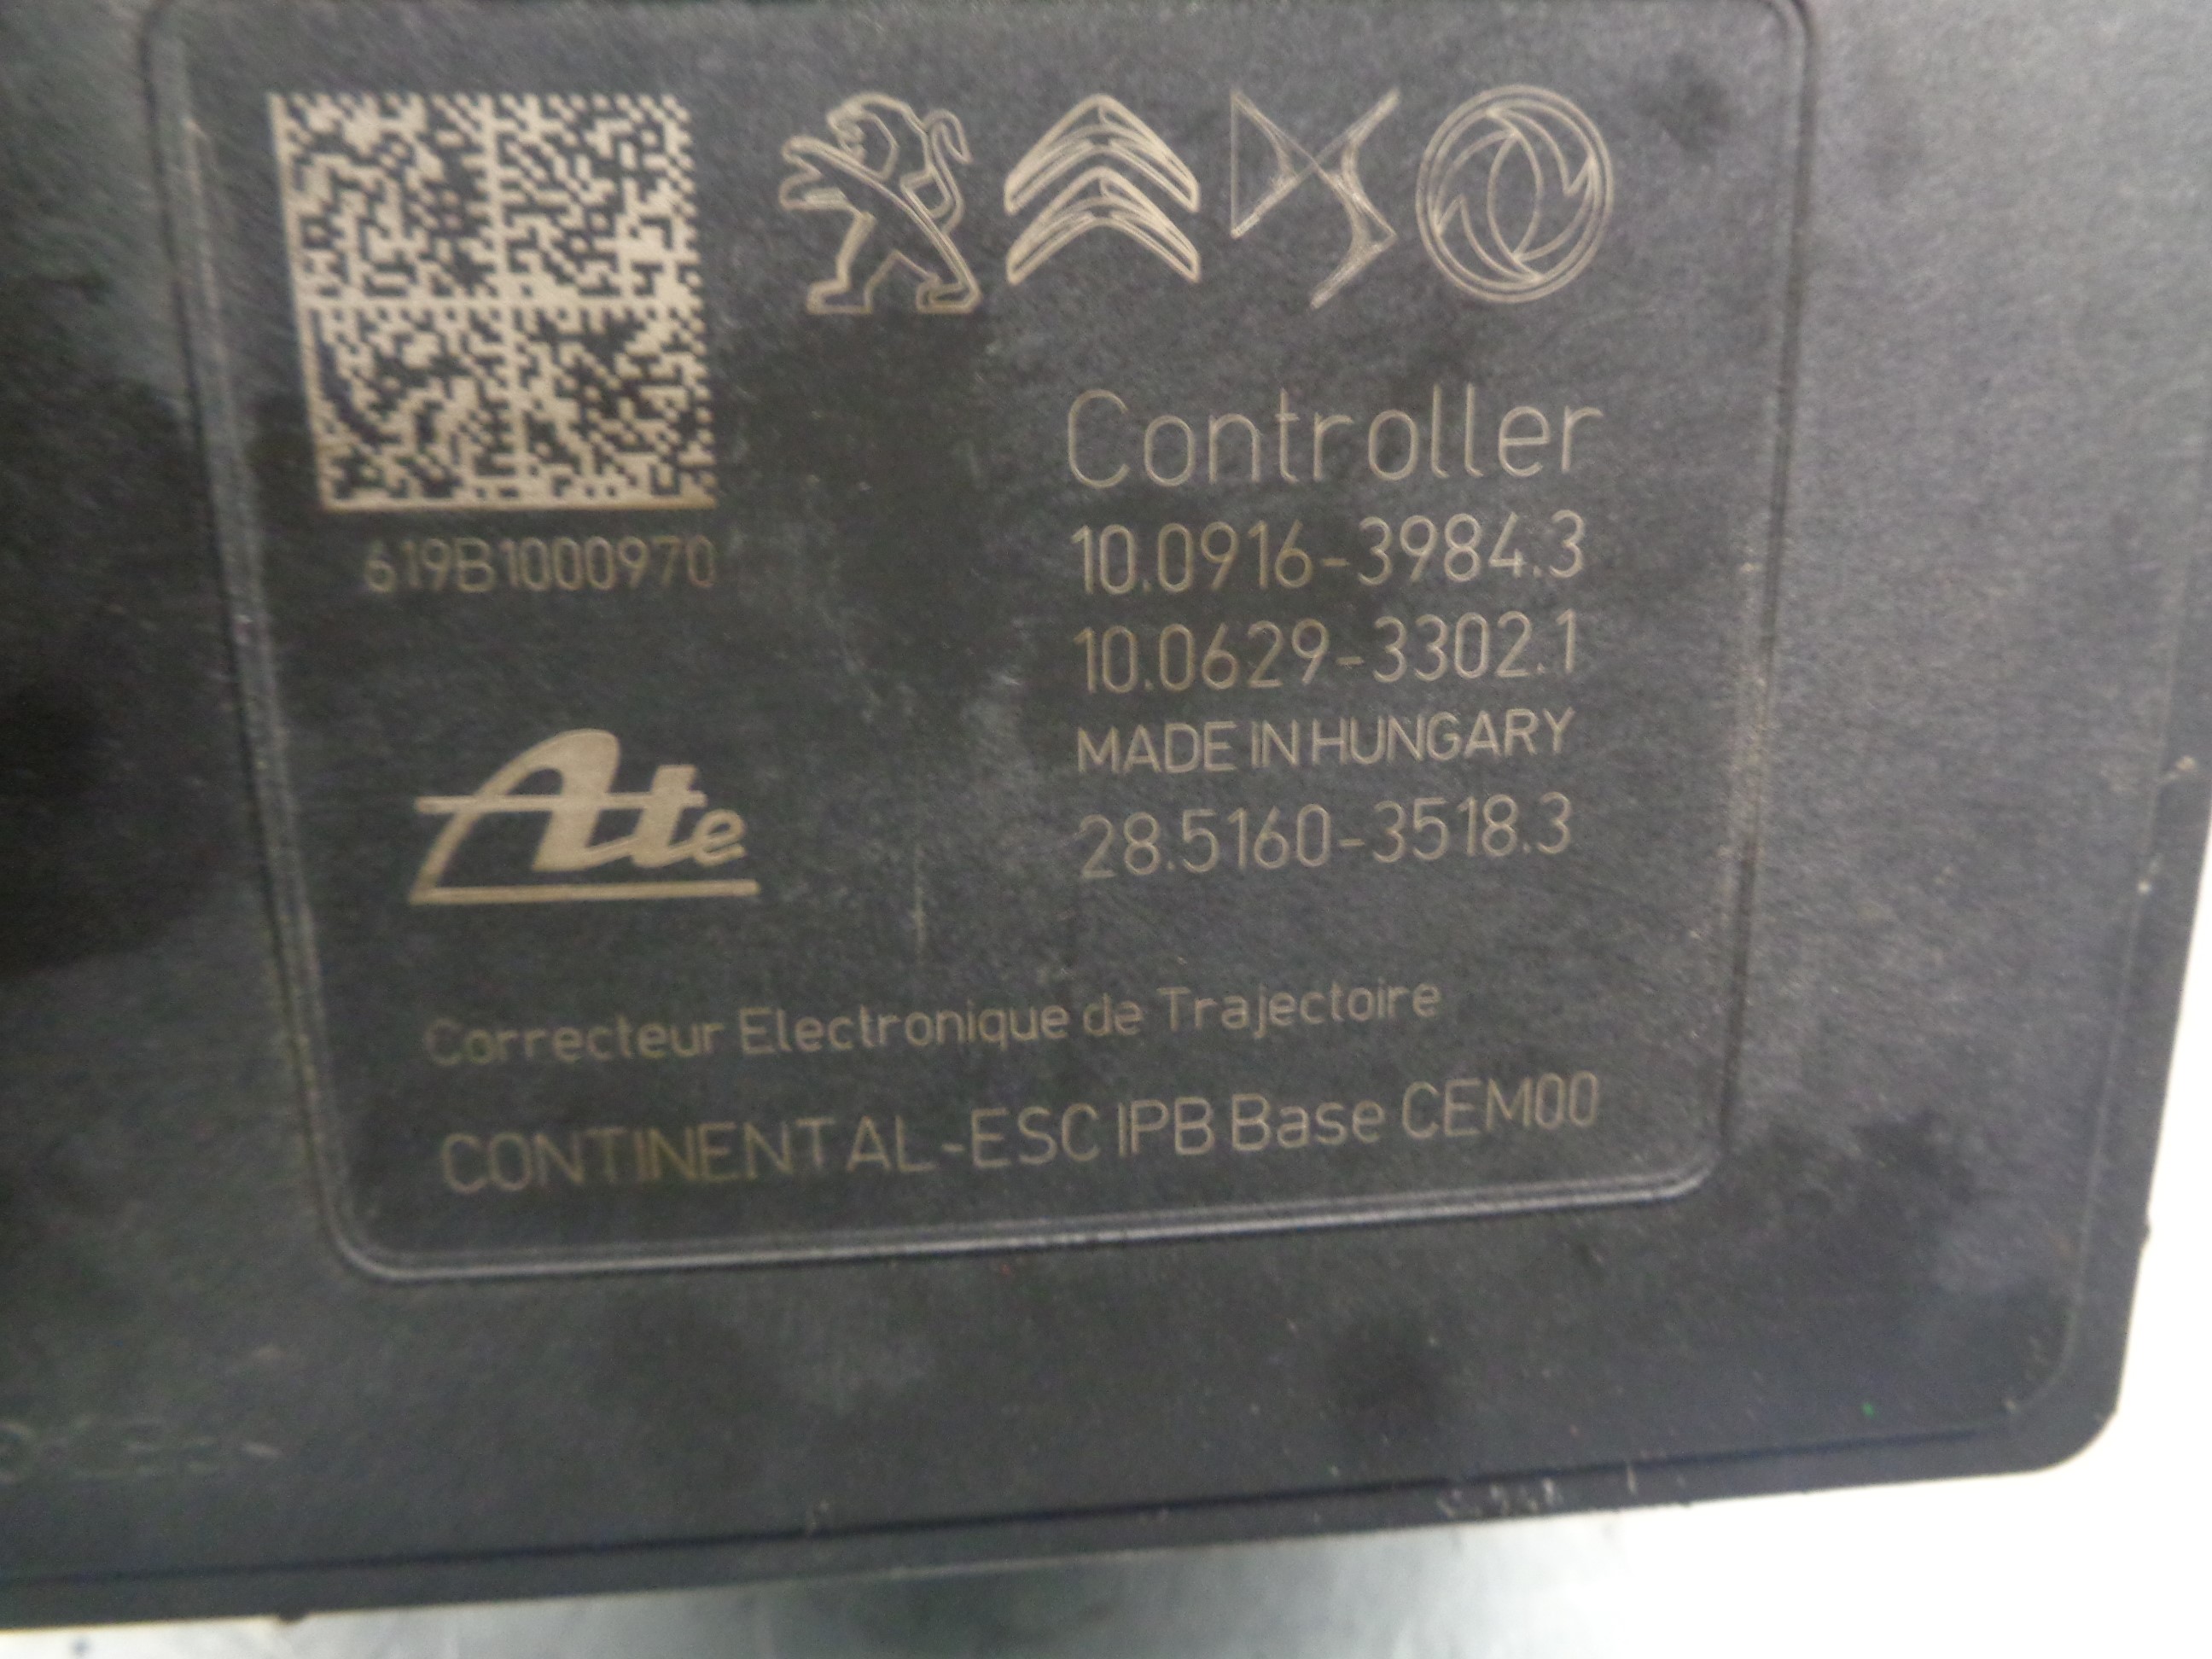 619B1000970
Controller
10.0916-3984.3
10.0629-3302.1
MADE IN HUNGARY
28.5160-3518.3
Ate
Correcteur Electronique de Trajectoire
CONTINENTAL-ESC IPB Base CEM00